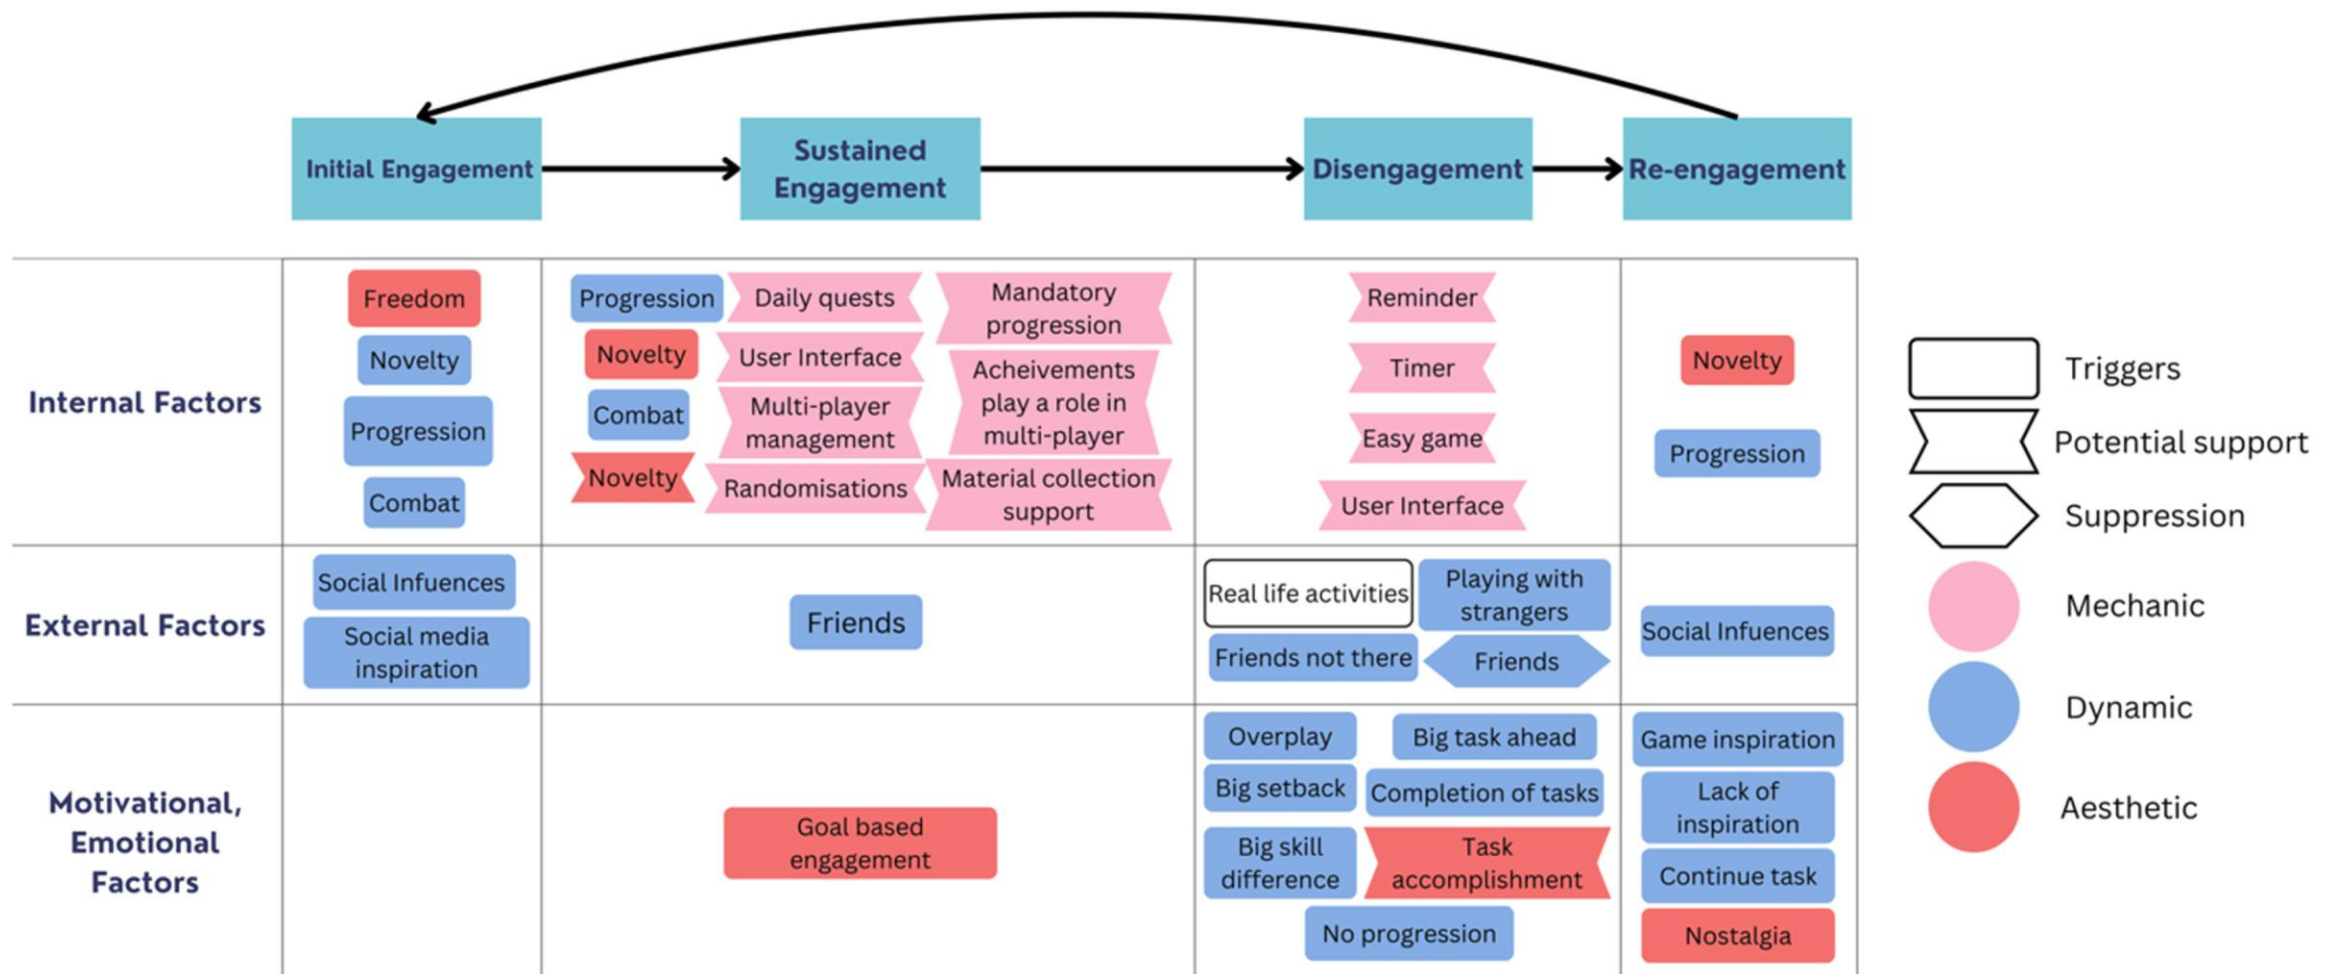 Initial Engagement
Sustained
Engagement
Disengagement
Re-engagement
Internal Factors
Freedom
Novelty
Progression
Combat
Progression
Novelty
Combat
Novelty
Daily quests
User Interface
Multi-player
management
Randomisations
Mandatory
progression
Acheivements
play a role in
multi-player
Material collection
support
Reminder
Timer
Easy game
User Interface
Novelty
Progression
External Factors
Social Infuences
Social media
inspiration
Friends
Real life activities
Playing with
strangers
Friends not there
Friends
Social Infuences
Motivational,
Emotional
Factors
Goal based
engagement
Overplay
Big task ahead
Big setback
Completion of tasks
Big skill
difference
Task
accomplishment
No progression
Game inspiration
Lack of
inspiration
Continue task
Nostalgia
Triggers
Potential support
Suppression
Mechanic
Dynamic
Aesthetic